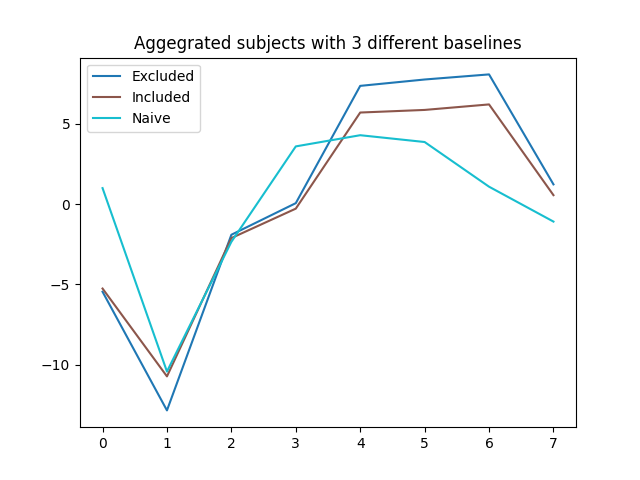 Aggegrated subjects with 3 different baselines
Excluded
Included
Naive
5
0
−5
−10
0 1 2 3 4 5 6 7